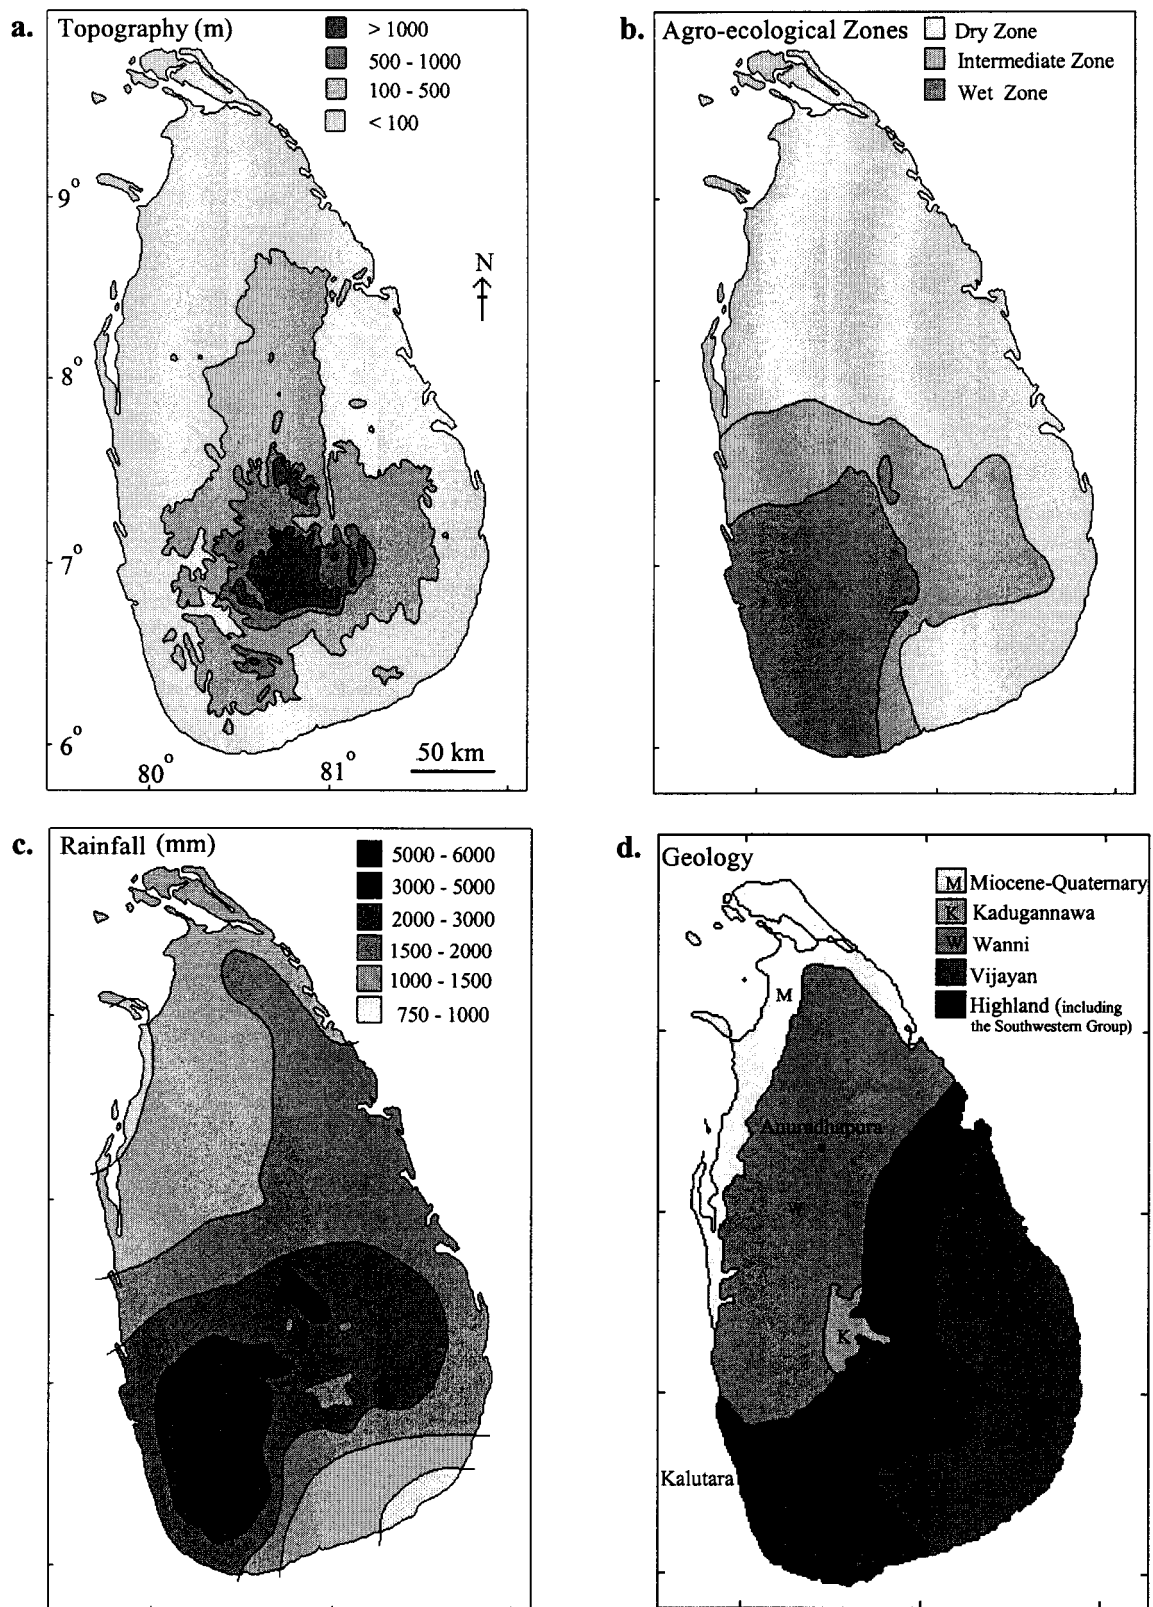 a. Topography (m)
> 1000
500 - 1000
100 - 500
< 100
N
9°
8°
7°
6°
80°
81°
50 km
b. Agro-ecological Zones
Dry Zone
Intermediate Zone
Wet Zone
c. Rainfall (mm)
5000 - 6000
3000 - 5000
2000 - 3000
1500 - 2000
1000 - 1500
750 - 1000
d. Geology
M Miocene-Quaternary
K Kadugannawa
W Wanni
Vijayan
Highland (including
the Southwestern Group)
M
Anuradhapura
W
K
Kalutara